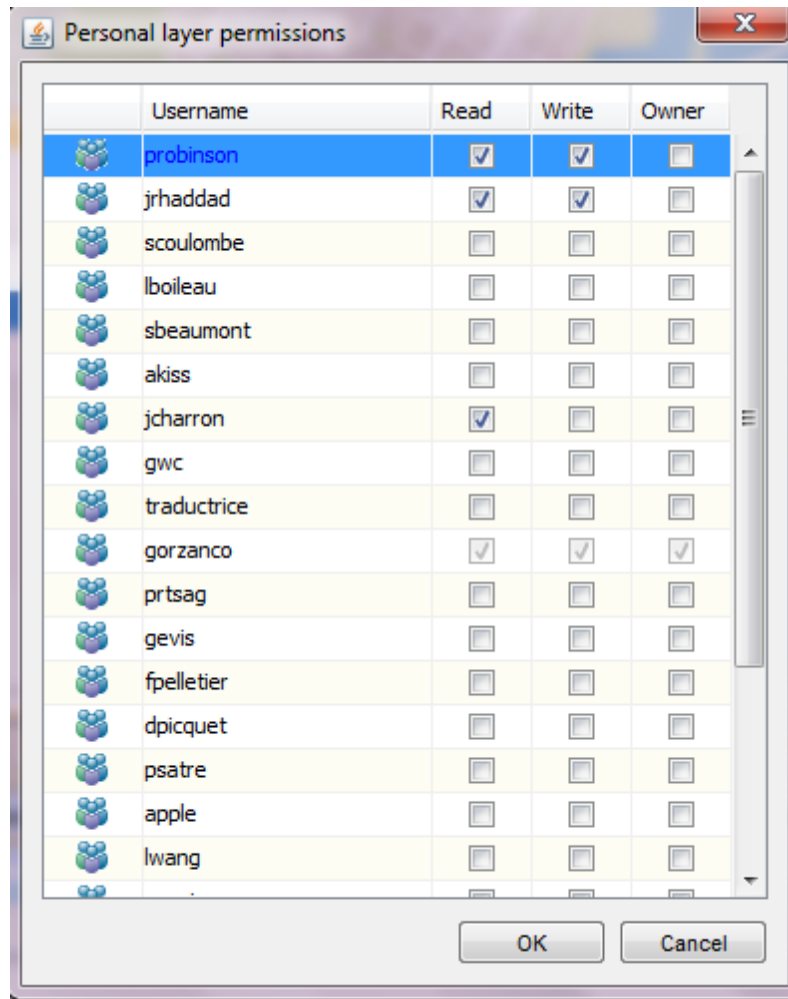 Personal layer permissions
Username Read Write Owner
probinson
jrhaddad
scoulombe
lboileau
sbeaumont
akiss
jcharron
gwc
traductrice
gorzanco
prtsag
gevis
fpelletier
dpicquet
psatre
apple
lwang
OK Cancel